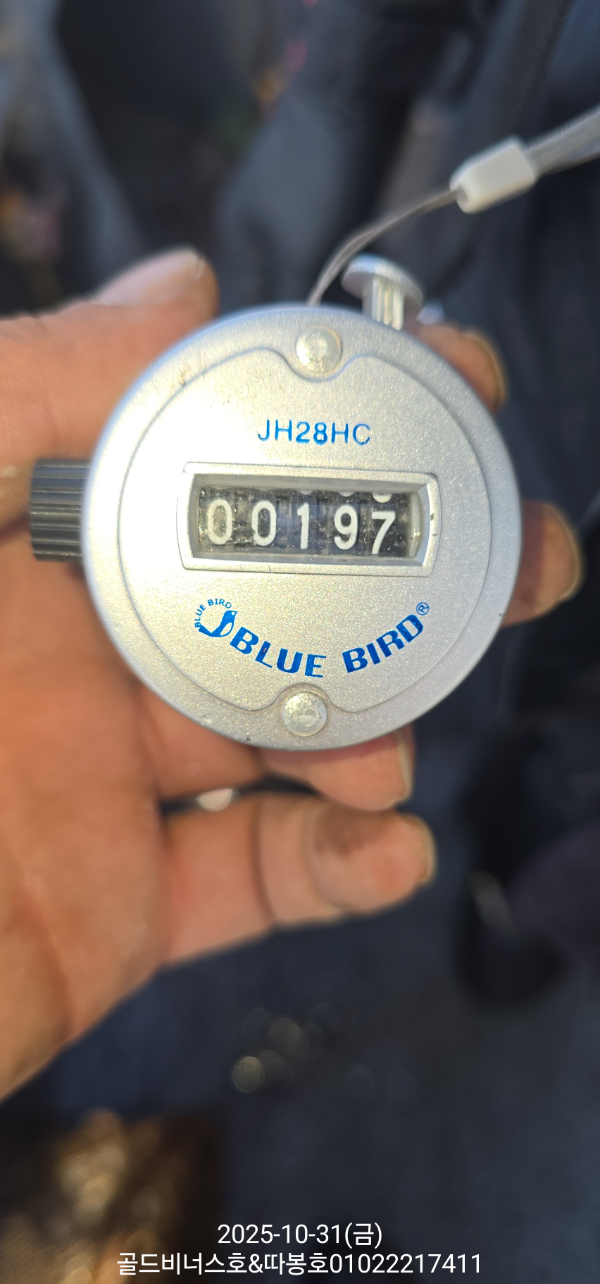 JH28HC
00197
BLUE BIRD
BLUE BIRD®
2025-10-31(금)
골드비너스호&따봉호01022217411